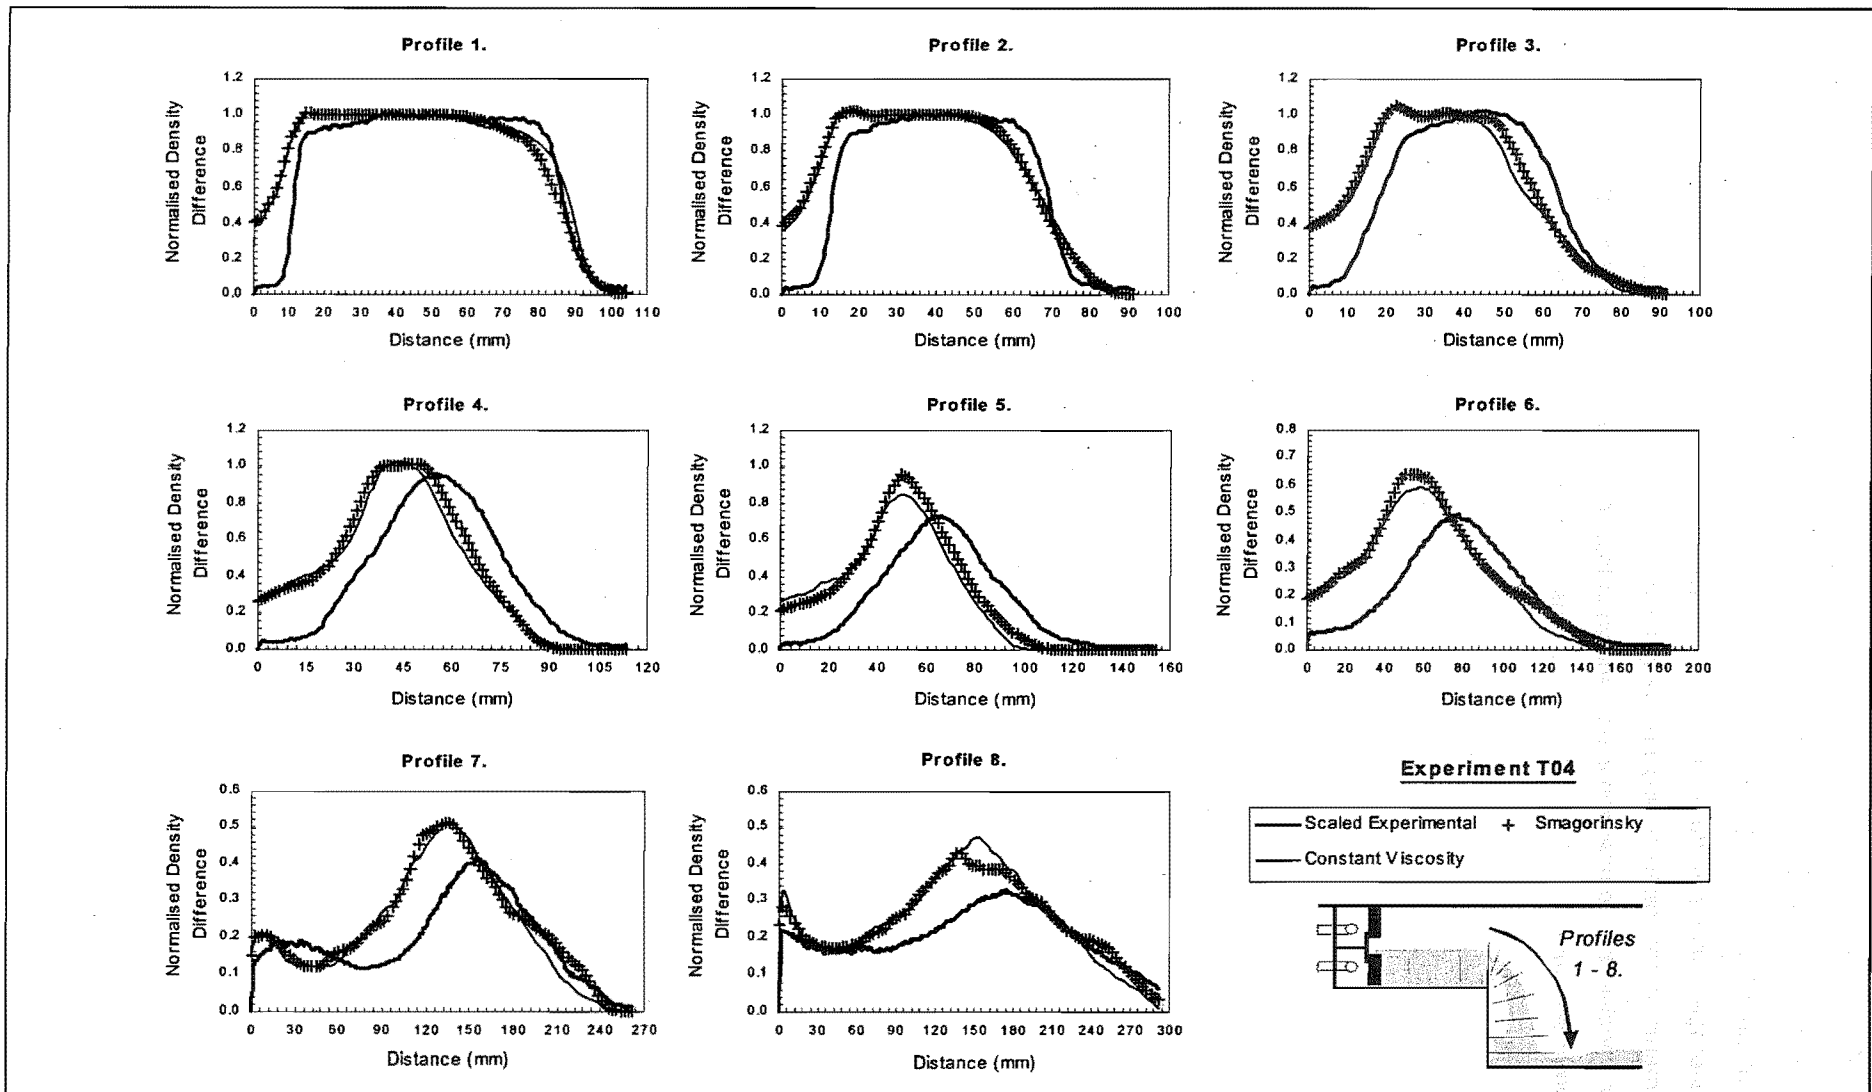 Profile 1.
Normalised Density
Difference
1.2
1.0
0.8
0.6
0.4
0.2
0.0
0 10 20 30 40 50 60 70 80 90 100 110
Distance (mm)
Profile 2.
Normalised Density
Difference
1.2
1.0
0.8
0.6
0.4
0.2
0.0
0 10 20 30 40 50 60 70 80 90 100
Distance (mm)
Profile 3.
Normalised Density
Difference
1.2
1.0
0.8
0.6
0.4
0.2
0.0
0 10 20 30 40 50 60 70 80 90 100
Distance (mm)
Profile 4.
Normalised Density
Difference
1.2
1.0
0.8
0.6
0.4
0.2
0.0
0 15 30 45 60 75 90 105 120
Distance (mm)
Profile 5.
Normalised Density
Difference
1.2
1.0
0.8
0.6
0.4
0.2
0.0
0 20 40 60 80 100 120 140 160
Distance (mm)
Profile 6.
Normalised Density
Difference
0.8
0.7
0.6
0.5
0.4
0.3
0.2
0.1
0.0
0 20 40 60 80 100 120 140 160 180 200
Distance (mm)
Profile 7.
Normalised Density
Difference
0.6
0.5
0.4
0.3
0.2
0.1
0.0
0 30 60 90 120 150 180 210 240 270
Distance (mm)
Profile 8.
Normalised Density
Difference
0.6
0.5
0.4
0.3
0.2
0.1
0.0
0 30 60 90 120 150 180 210 240 270 300
Distance (mm)
Experiment T04
Scaled Experimental + Smagorinsky
Constant Viscosity
Profiles
1 - 8.